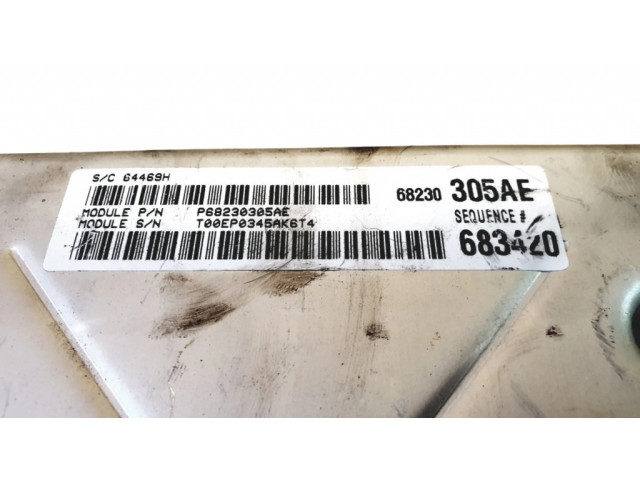 S/C 64469H
68230 305AE
MODULE P/N P68230305AE
MODULE S/N T00EP0345AK6T4
SEQUENCE #
683420